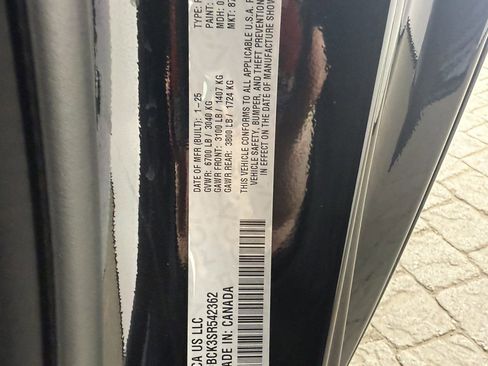 DATE OF MFR (BUILT): 1-25
GVWR: 6700 LB / 3040 KG
GAWR FRONT: 3100 LB / 1407 KG
GAWR REAR: 3800 LB / 1724 KG
THIS VEHICLE CONFORMS TO ALL APPLICABLE U.S.A. F
VEHICLE SAFETY, BUMPER, AND THEFT PREVENTION
IN EFFECT ON THE DATE OF MANUFACTURE SHOW
CA US LLC
BCK3SR542362
ADE IN: CANADA
TYPE: P
PAINT:
MDH: 0
MKT: 82